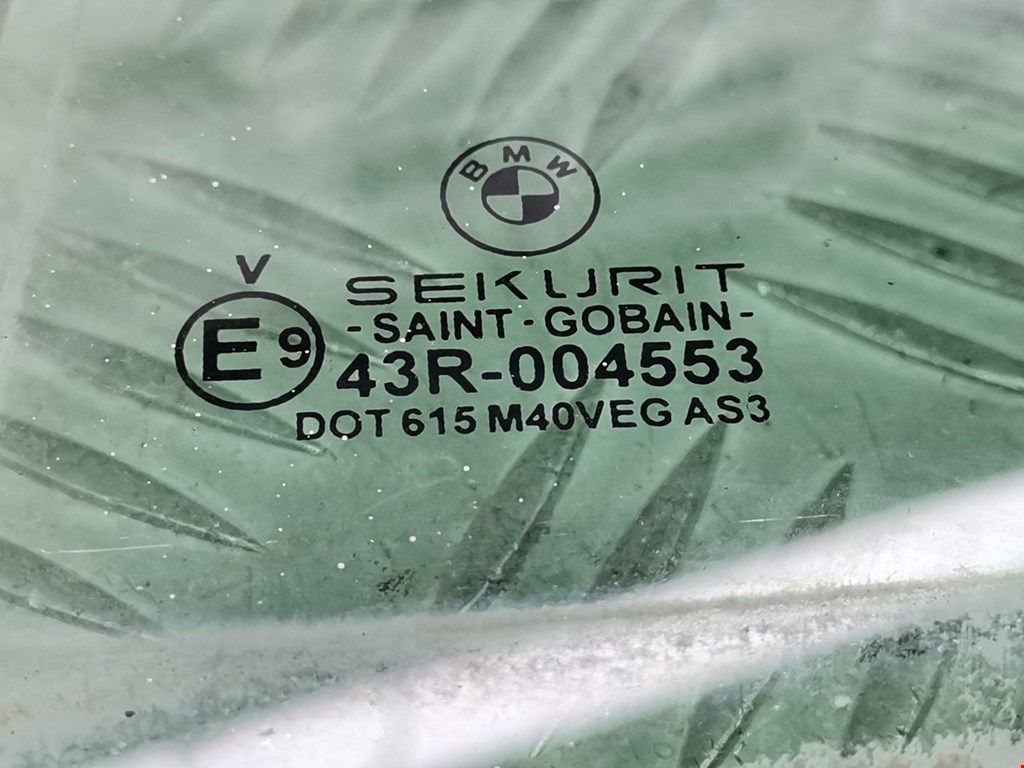 BMW
V
SEKURIT
E9
-SAINT-GOBAIN-
43R-004553
DOT 615 M40VEG AS3